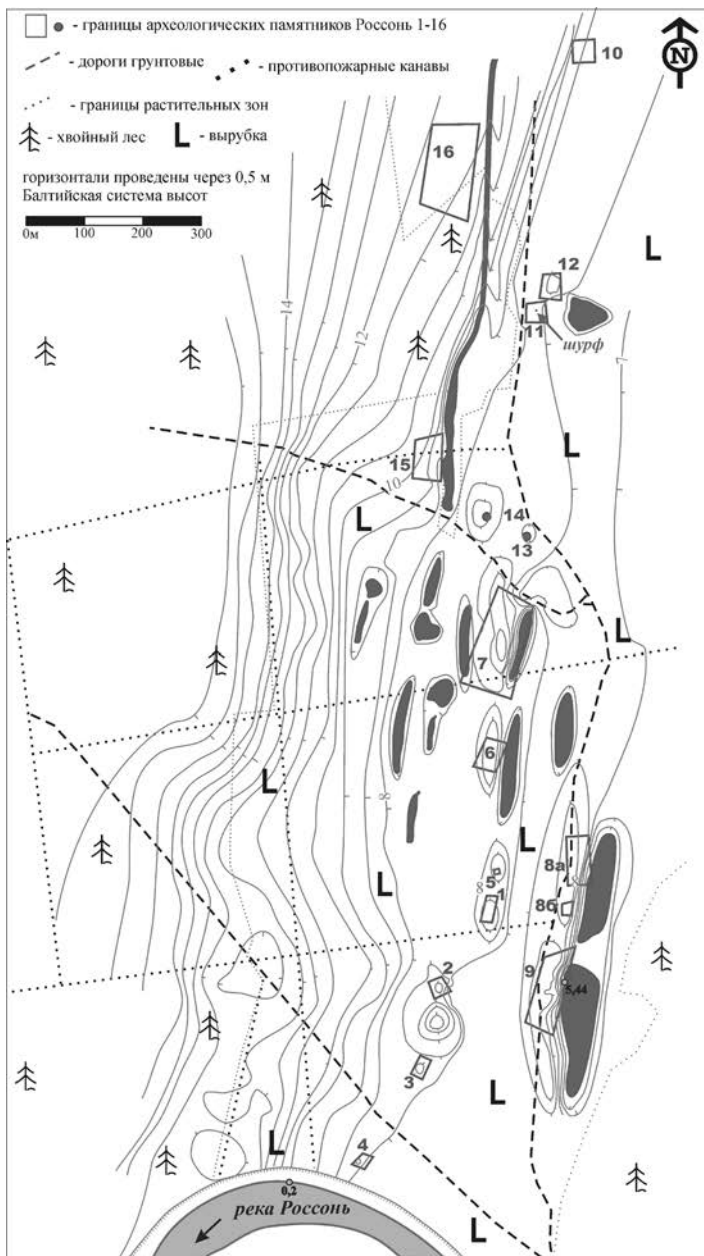 - границы археологических памятников Россонь 1-16
- дороги грунтовые
- противопожарные канавы
- границы растительных зон
- хвойный лес
L - вырубка
горизонтали проведены через 0,5 м
Балтийская система высот
0м 100 200 300
N
10
16
L
12
14
12
11
шурф
7
15
10
L
L
14
13
L
7
6
L
8
L
8а
5
8
1
8б
L
9
2
5,44
3
L
L
4
0,2
река Россонь
L